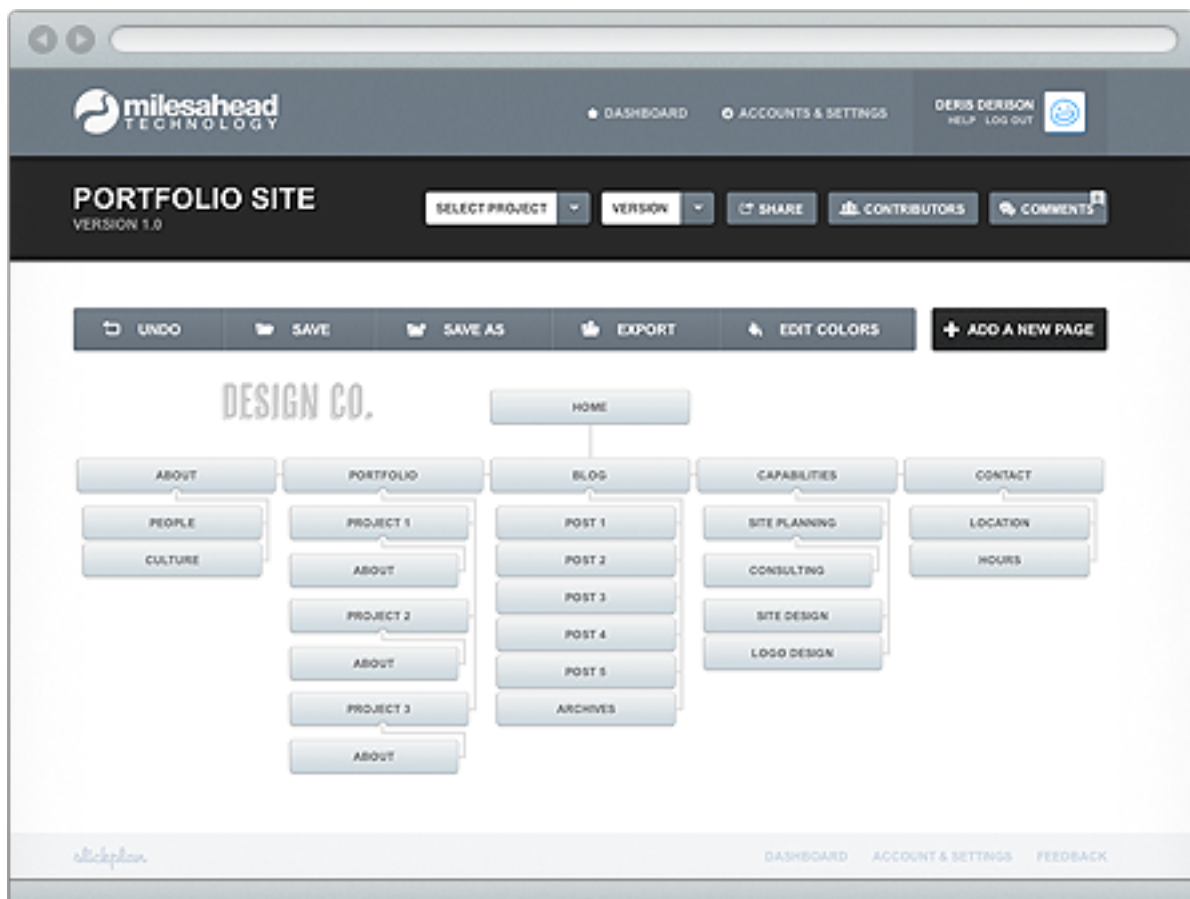 milesahead
TECHNOLOGY
DASHBOARD ACCOUNTS & SETTINGS
DERIS DERISON
HELP LOG OUT
PORTFOLIO SITE
VERSION 1.0
SELECT PROJECT VERSION SHARE CONTRIBUTORS COMMENTS
UNDO SAVE SAVE AS EXPORT EDIT COLORS ADD A NEW PAGE
DESIGN CO.
HOME
ABOUT PORTFOLIO BLOG CAPABILITIES CONTACT
PEOPLE PROJECT 1 POST 1 SITE PLANNING LOCATION
CULTURE ABOUT POST 2 CONSULTING HOURS
PROJECT 2 POST 3 SITE DESIGN
ABOUT POST 4 LOGO DESIGN
PROJECT 3 POST 5
ABOUT ARCHIVES
slickplan
DASHBOARD ACCOUNT & SETTINGS FEEDBACK